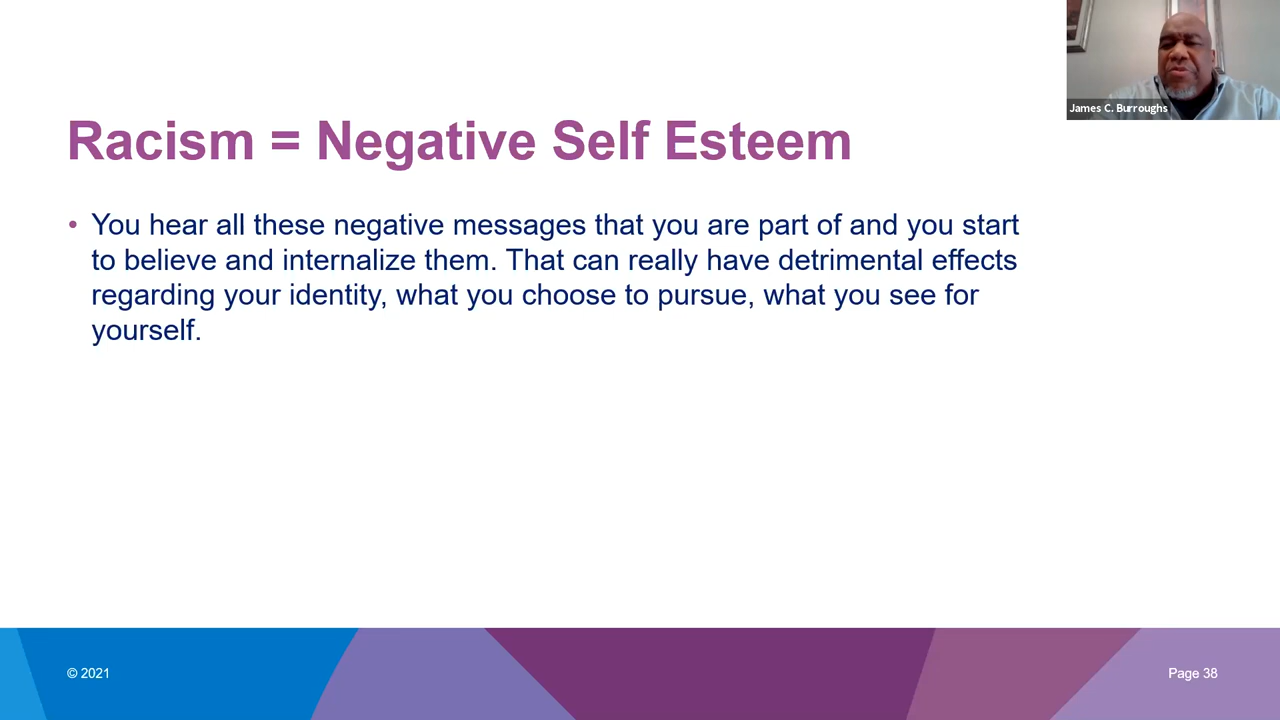 James C. Burroughs
Racism = Negative Self Esteem
• You hear all these negative messages that you are part of and you start
to believe and internalize them. That can really have detrimental effects
regarding your identity, what you choose to pursue, what you see for
yourself.
© 2021
Page 38